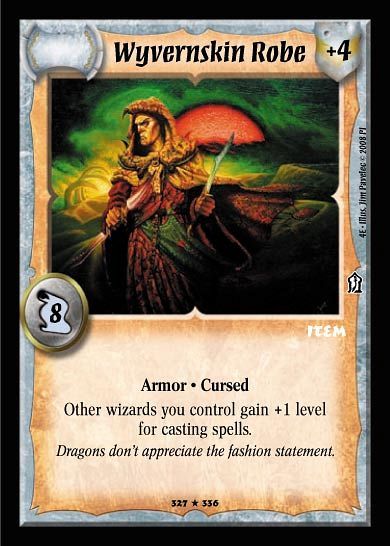 Wyvernskin Robe
+4
4E • Illus. Jim Pavelec © 2008 PI
8
ITEM
Armor • Cursed
Other wizards you control gain +1 level
for casting spells.
Dragons don't appreciate the fashion statement.
327 ★ 336